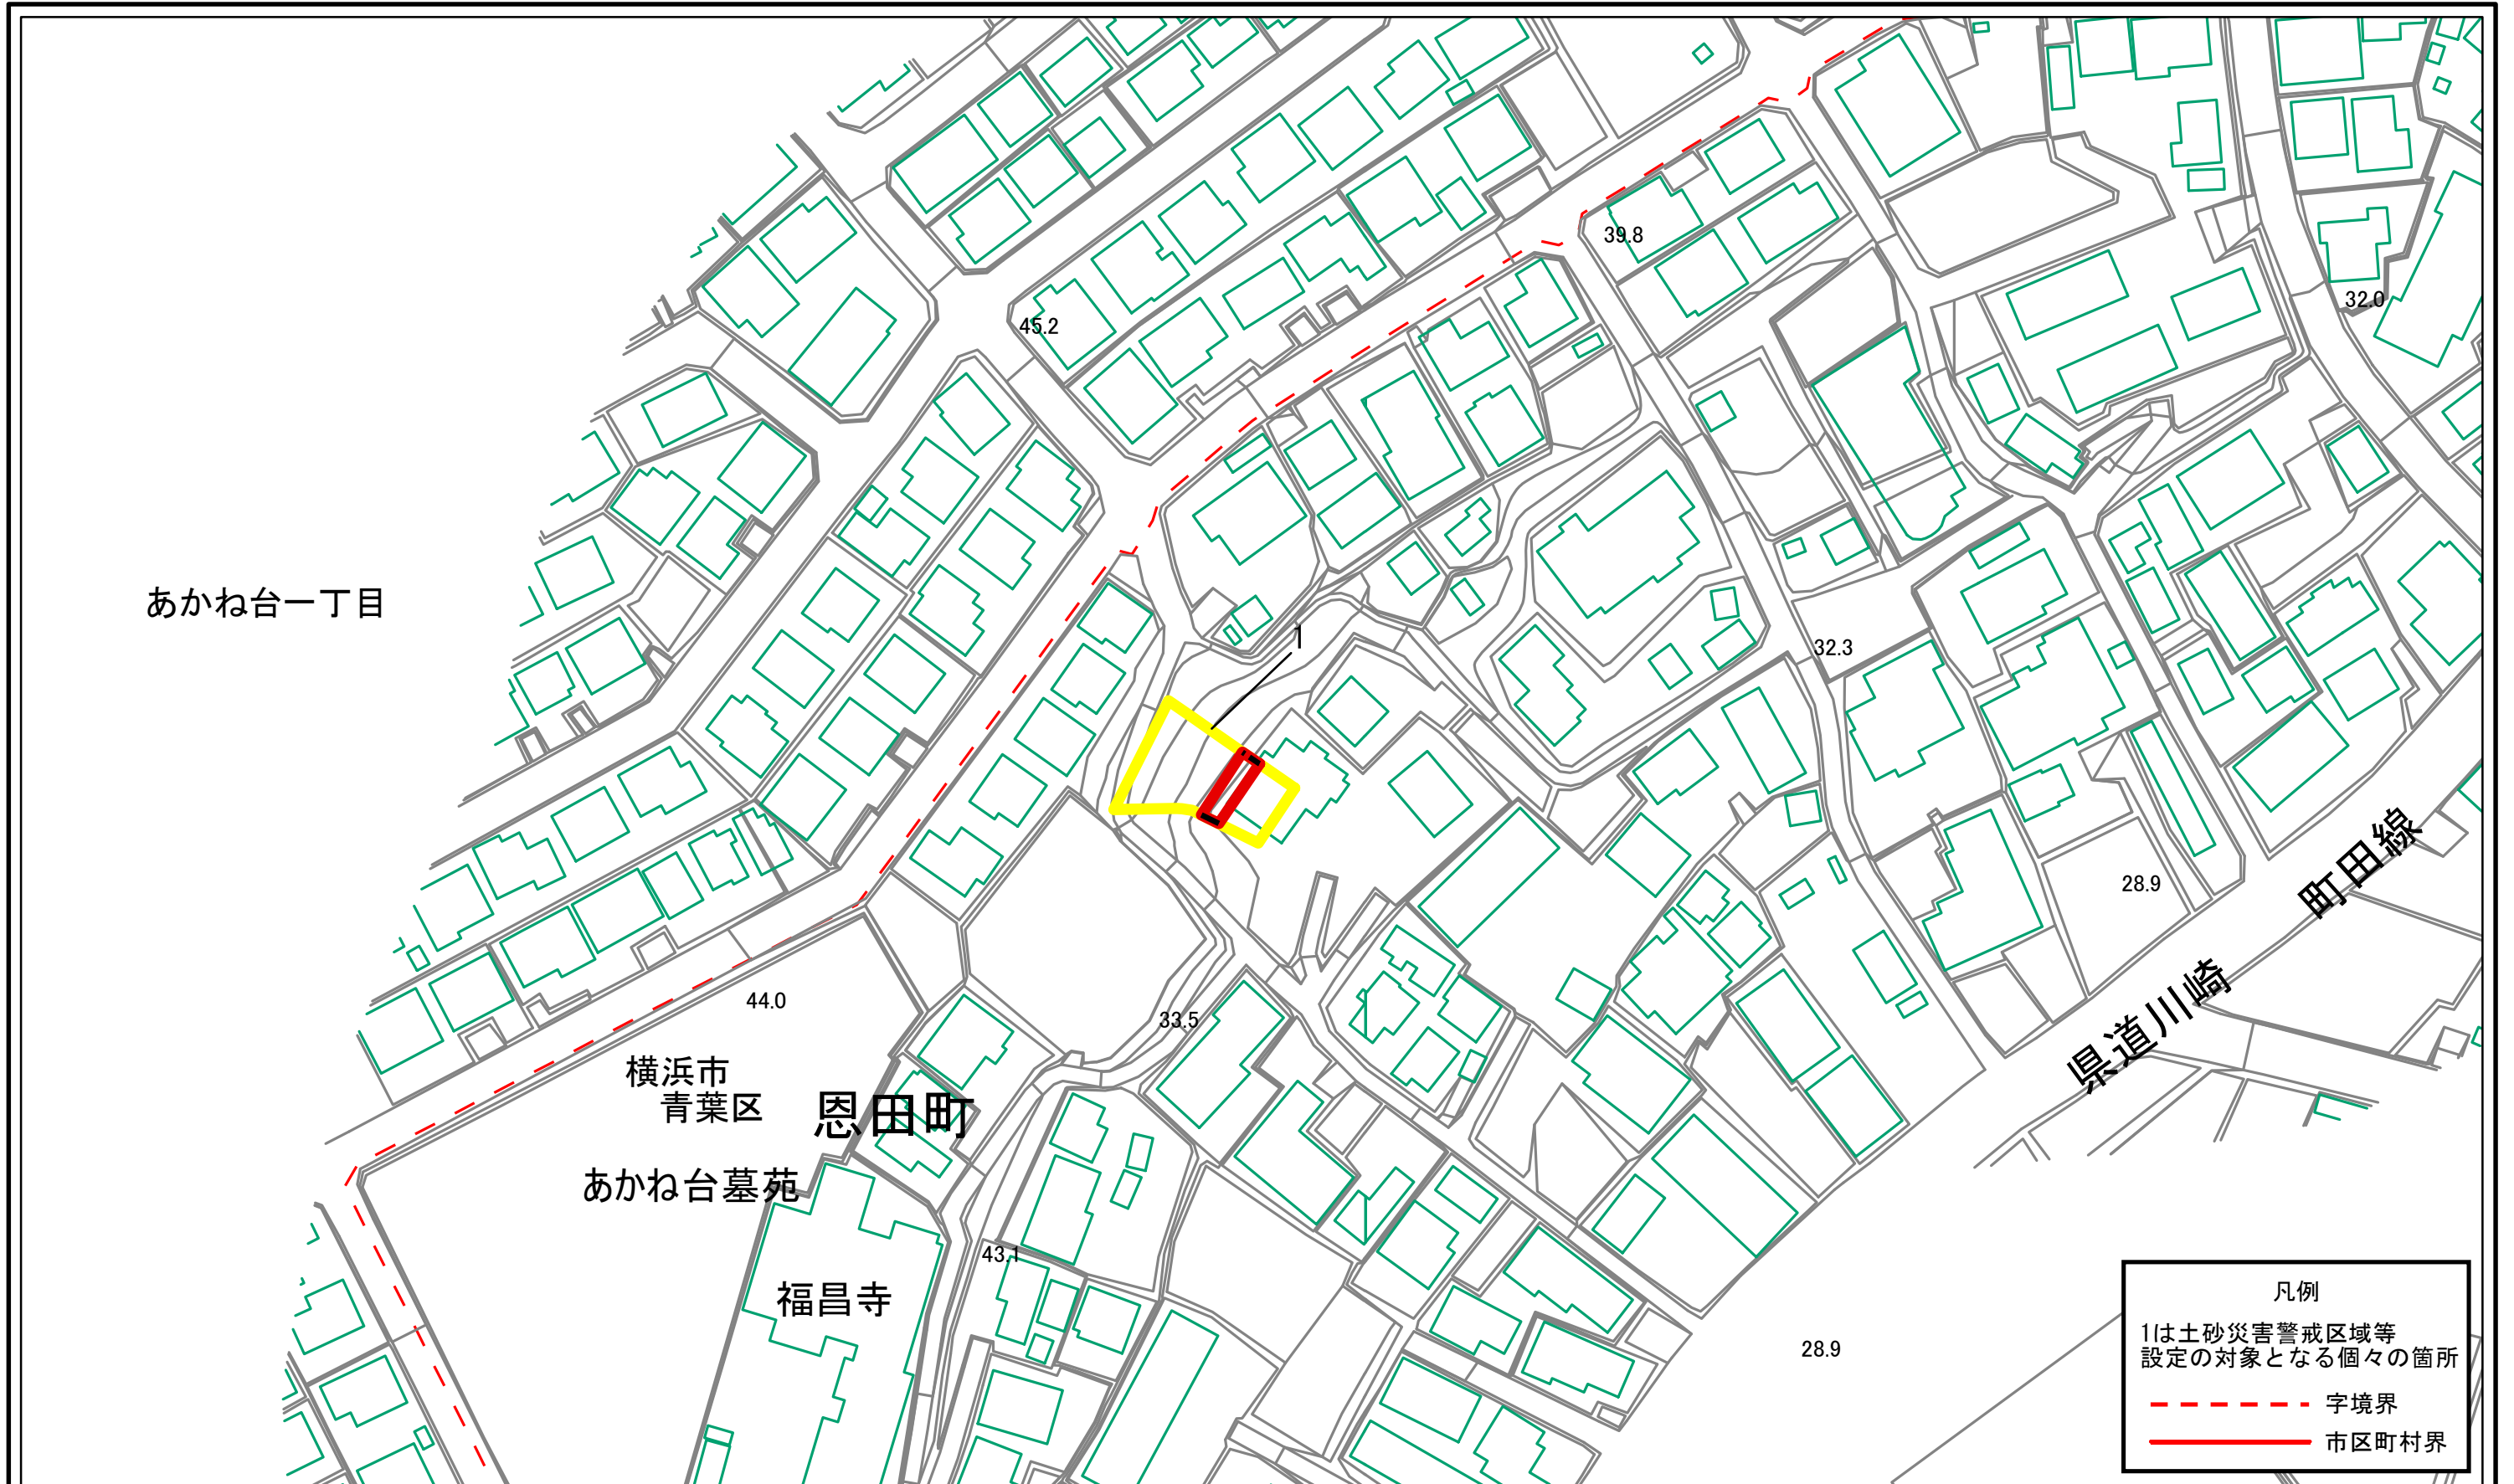 39.8
32.0
45.2
あかね台一丁目
1
32.3
町田線
28.9
県道川崎
44.0
33.5
横浜市
青葉区
恩田町
あかね台墓苑
43.1
福昌寺
28.9
凡例
1は土砂災害警戒区域等
設定の対象となる個々の箇所
字境界
市区町村界